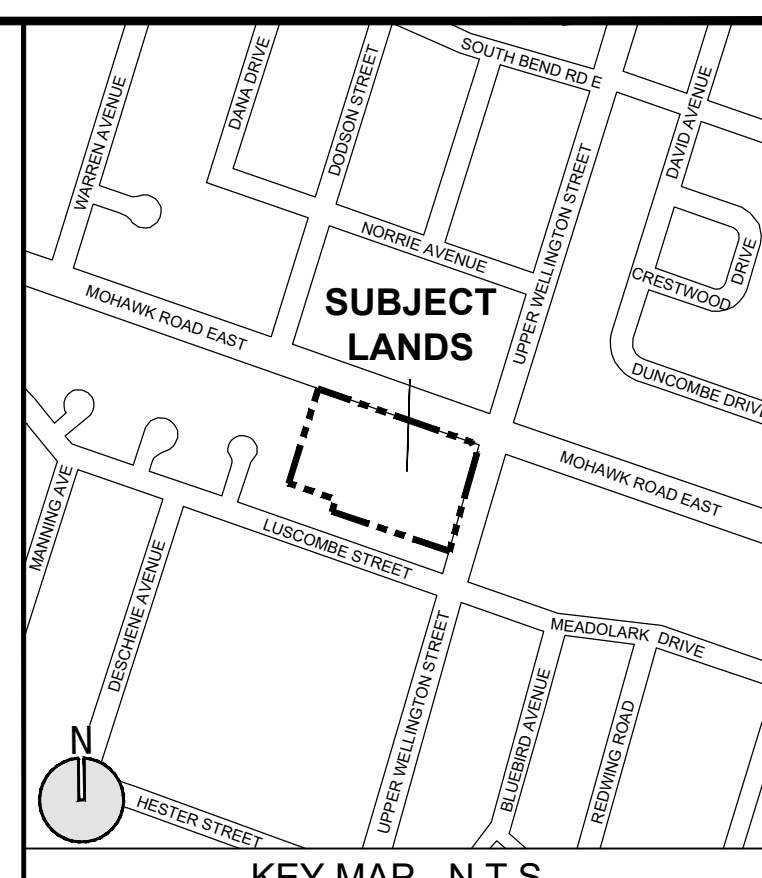 SOUTH BEND RD E
DANA DRIVE
DODSON STREET
DAVID AVENUE
WARREN AVENUE
UPPER WELLINGTON STREET
NORRIE AVENUE
CRESTWOOD
DRIVE
MOHAWK ROAD EAST
SUBJECT
LANDS
DUNCOMBE DRIVE
MOHAWK ROAD EAST
MANNING AVE
LUSCOMBE STREET
DESCHENE AVENUE
MEADOLARK DRIVE
UPPER WELLINGTON STREET
BLUEBIRD AVENUE
REDWING ROAD
N
HESTER STREET
KEY MAP N.T.S.